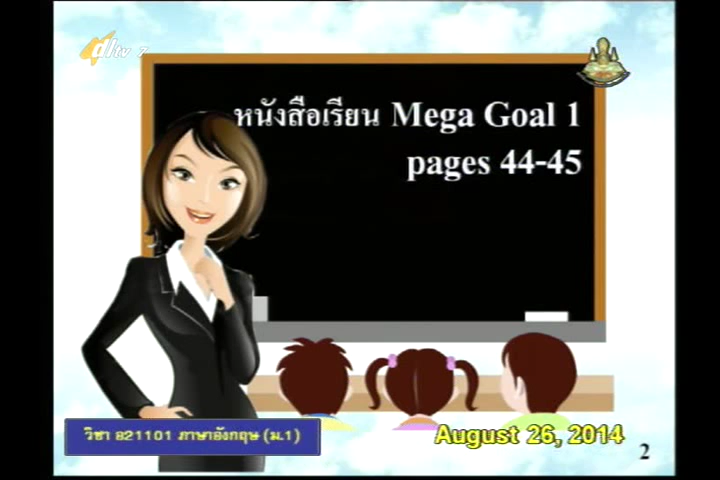 dltv 7
หนังสือเรียน Mega Goal 1
pages 44-45
วิชา อ21101 ภาษาอังกฤษ (ม.1)
August 26, 2014
2